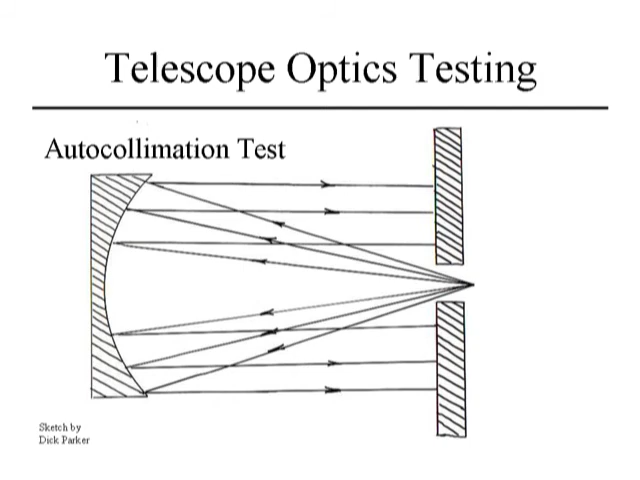 Telescope Optics Testing
Autocollimation Test
Sketch by
Dick Parker